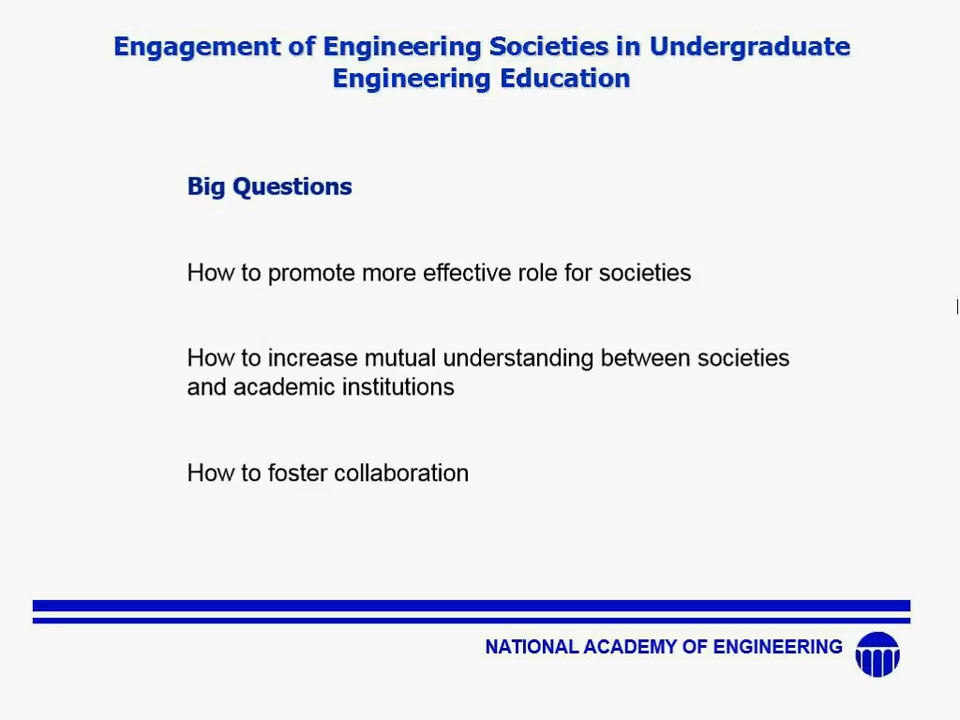 Engagement of Engineering Societies in Undergraduate
Engineering Education
Big Questions
How to promote more effective role for societies
How to increase mutual understanding between societies
and academic institutions
How to foster collaboration
NATIONAL ACADEMY OF ENGINEERING